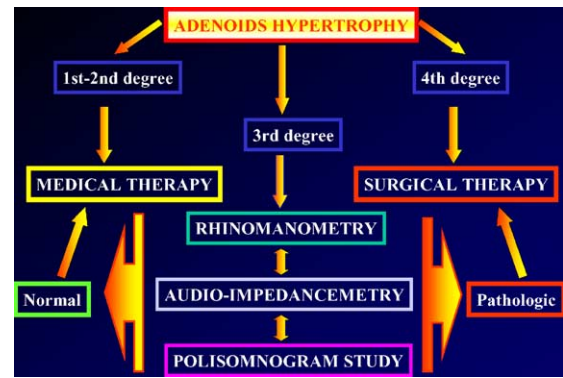 ADENOIDS HYPERTROPHY
1st-2nd degree
4th degree
3rd degree
MEDICAL THERAPY
SURGICAL THERAPY
RHINOMANOMETRY
Normal
AUDIO-IMPEDANCEMETRY
Pathologic
POLISOMNOGRAM STUDY